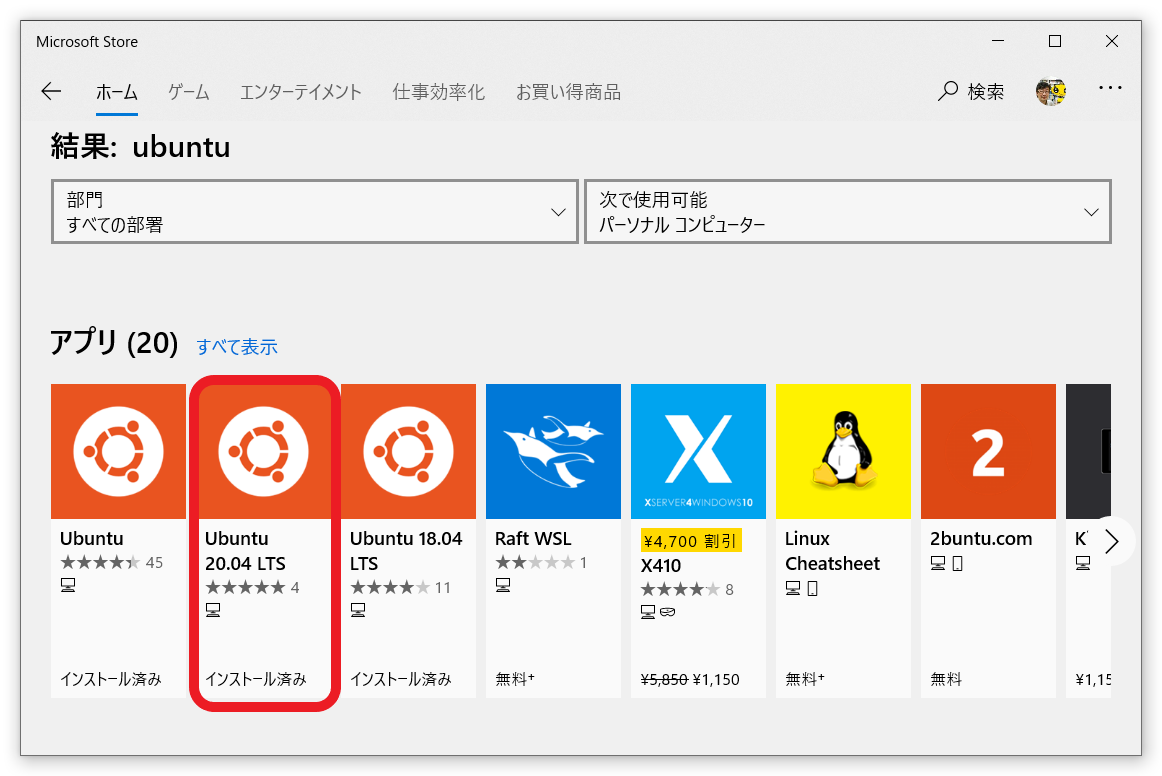 Microsoft Store
ホーム ゲーム エンターテイメント 仕事効率化 お買い得商品 検索
結果: ubuntu
部門
すべての部署
次で使用可能
パーソナル コンピューター
アプリ (20) すべて表示
Ubuntu
45
インストール済み
Ubuntu
20.04 LTS
4
インストール済み
Ubuntu 18.04
LTS
11
インストール済み
Raft WSL
1
無料+
X
XSERVER4WINDOWS10
¥4,700 割引
X410
8
¥5,850 ¥1,150
Linux
Cheatsheet
無料+
2
2buntu.com
無料